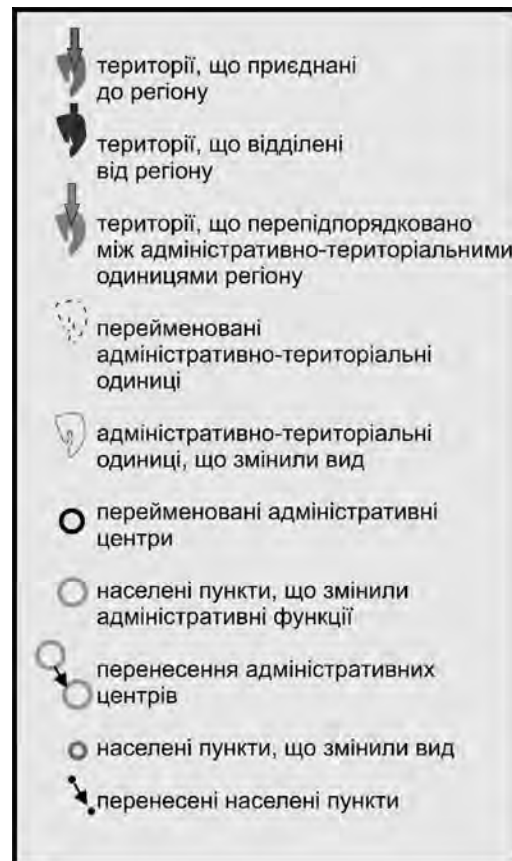 території, що приєднані
до регіону
території, що відділені
від регіону
території, що перепідпорядковано
між адміністративно-територіальними
одиницями регіону
перейменовані
адміністративно-територіальні
одиниці
адміністративно-територіальні
одиниці, що змінили вид
перейменовані адміністративні
центри
населені пункти, що змінили
адміністративні функції
перенесення адміністративних
центрів
населені пункти, що змінили вид
перенесені населені пункти